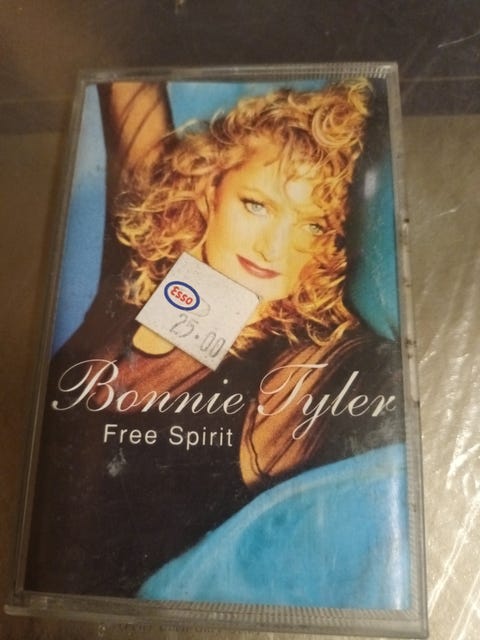 Esso
25.00
Bonnie Tyler
Free Spirit